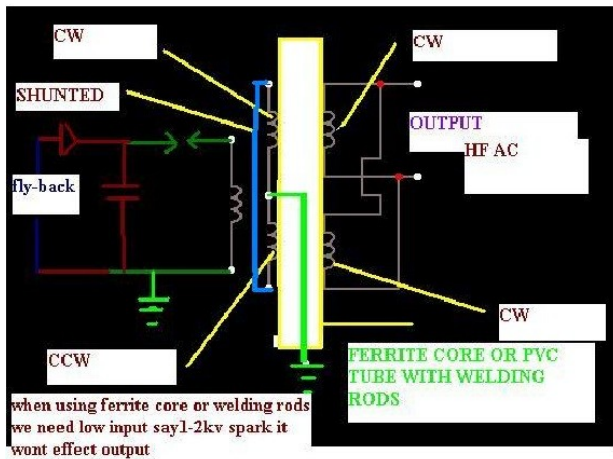 CW
CW
SHUNTED
OUTPUT
HF AC
fly-back
CW
CCW
FERRITE CORE OR PVC
TUBE WITH WELDING
RODS
when using ferrite core or welding rods
we need low input say1-2kv spark it
wont effect output